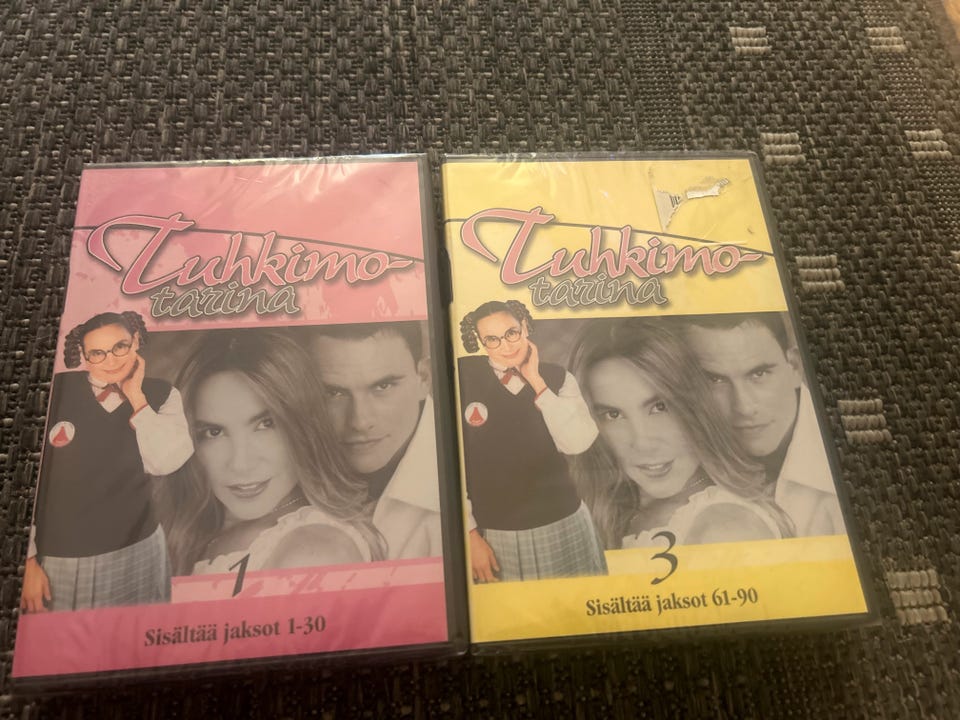 Tuhkimo-
tarina
1
Sisältää jaksot 1-30
Tuhkimo-
tarina
3
Sisältää jaksot 61-90